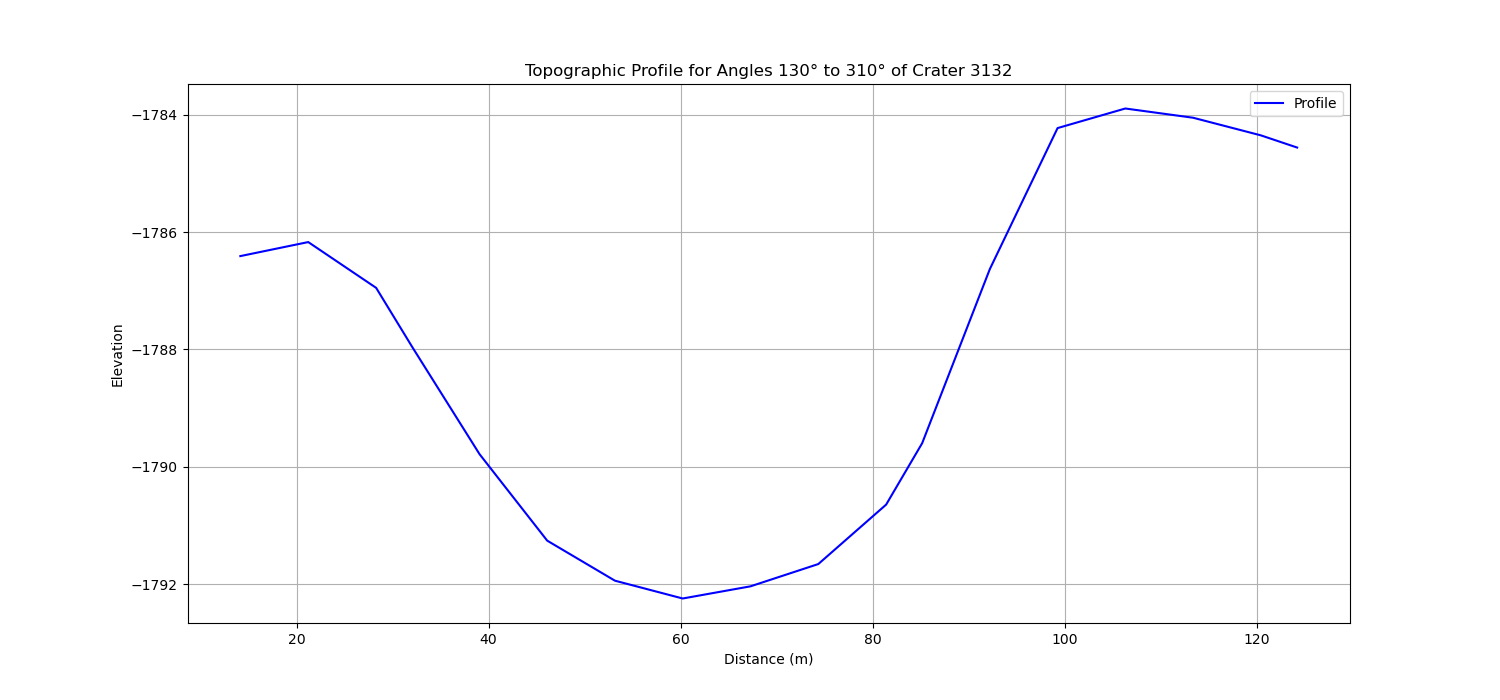 Topographic Profile for Angles 130° to 310° of Crater 3132
Profile
−1784
−1786
−1788
−1790
−1792
Elevation
20 40 60 80 100 120
Distance (m)